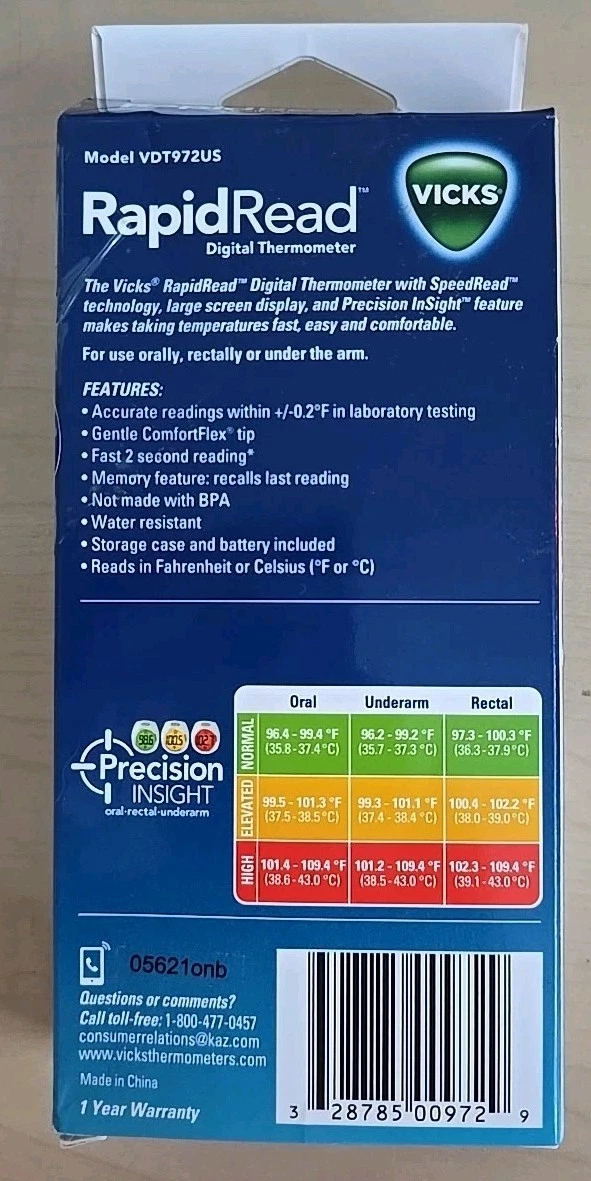 Model VDT972US
VICKS®
RapidRead™
Digital Thermometer
The Vicks® RapidRead™ Digital Thermometer with SpeedRead™
technology, large screen display, and Precision InSight™ feature
makes taking temperatures fast, easy and comfortable.
For use orally, rectally or under the arm.
FEATURES:
• Accurate readings within +/-0.2°F in laboratory testing
• Gentle ComfortFlex® tip
• Fast 2 second reading*
• Memory feature: recalls last reading
• Not made with BPA
• Water resistant
• Storage case and battery included
• Reads in Fahrenheit or Celsius (°F or °C)
Precision
INSIGHT
oral·rectal·underarm
Oral Underarm Rectal
NORMAL
96.4 - 99.4 °F 96.2 - 99.2 °F 97.3 - 100.3 °F
(35.8 - 37.4°C) (35.7 - 37.3°C) (36.3 - 37.9°C)
ELEVATED
99.5 - 101.3 °F 99.3 - 101.1 °F 100.4 - 102.2 °F
(37.5 - 38.5°C) (37.4 - 38.4°C) (38.0 - 39.0°C)
HIGH
101.4 - 109.4 °F 101.2 - 109.4 °F 102.3 - 109.4 °F
(38.6 - 43.0°C) (38.5 - 43.0°C) (39.1 - 43.0°C)
05621onb
Questions or comments?
Call toll-free: 1-800-477-0457
consumerrelations@kaz.com
www.vicksthermometers.com
Made in China
1 Year Warranty
3 28785 00972 9